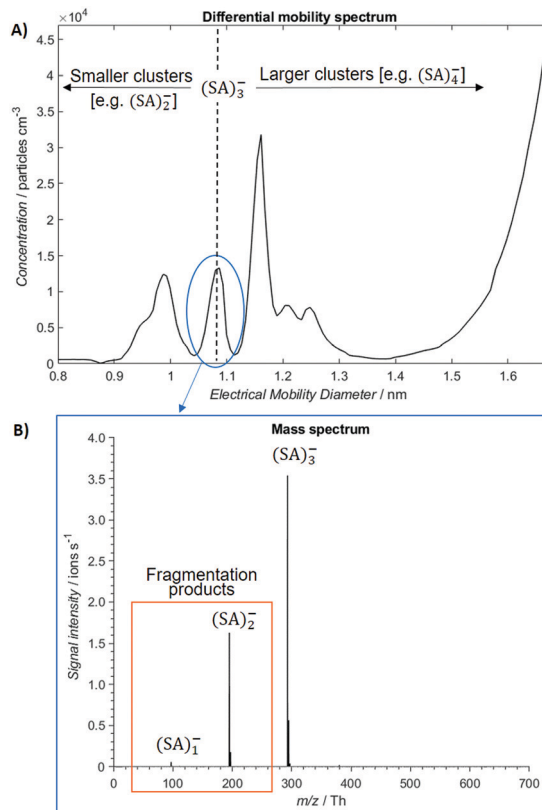 Differential mobility spectrum
A)
×10⁴
4.5
4
3.5
3
2.5
2
1.5
1
0.5
0
Concentration / particles cm⁻³
Smaller clusters
[e.g. (SA)₂⁻]
(SA)₃⁻
Larger clusters [e.g. (SA)₄⁻]
0.8 0.9 1 1.1 1.2 1.3 1.4 1.5 1.6
Electrical Mobility Diameter / nm
B)
Mass spectrum
4.0
3.5
3.0
2.5
2.0
1.5
1.0
0.5
0
Signal intensity / ions s⁻¹
(SA)₃⁻
Fragmentation
products
(SA)₂⁻
(SA)₁⁻
0 100 200 300 400 500 600 700
m/z / Th